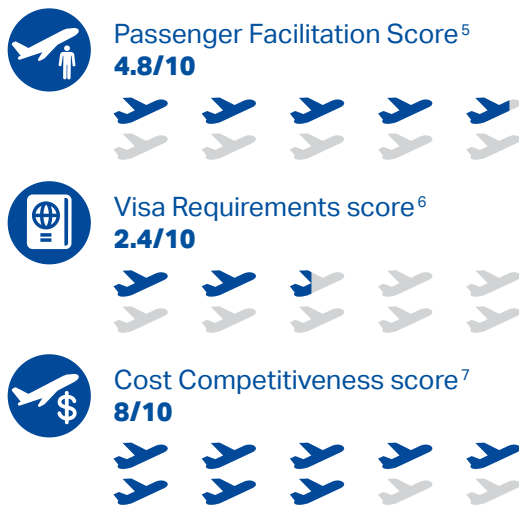 Passenger Facilitation Score⁵
4.8/10
Visa Requirements score⁶
2.4/10
Cost Competitiveness score⁷
8/10
$